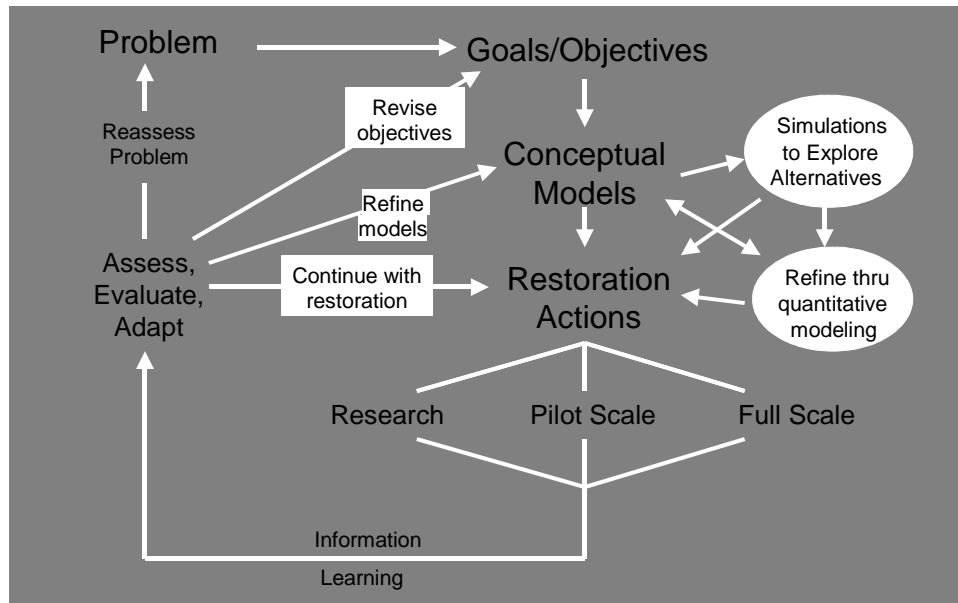 Problem
Goals/Objectives
Revise
objectives
Reassess
Problem
Simulations
to Explore
Alternatives
Conceptual
Models
Refine
models
Assess,
Evaluate,
Adapt
Continue with
restoration
Restoration
Actions
Refine thru
quantitative
modeling
Research
Pilot Scale
Full Scale
Information
Learning